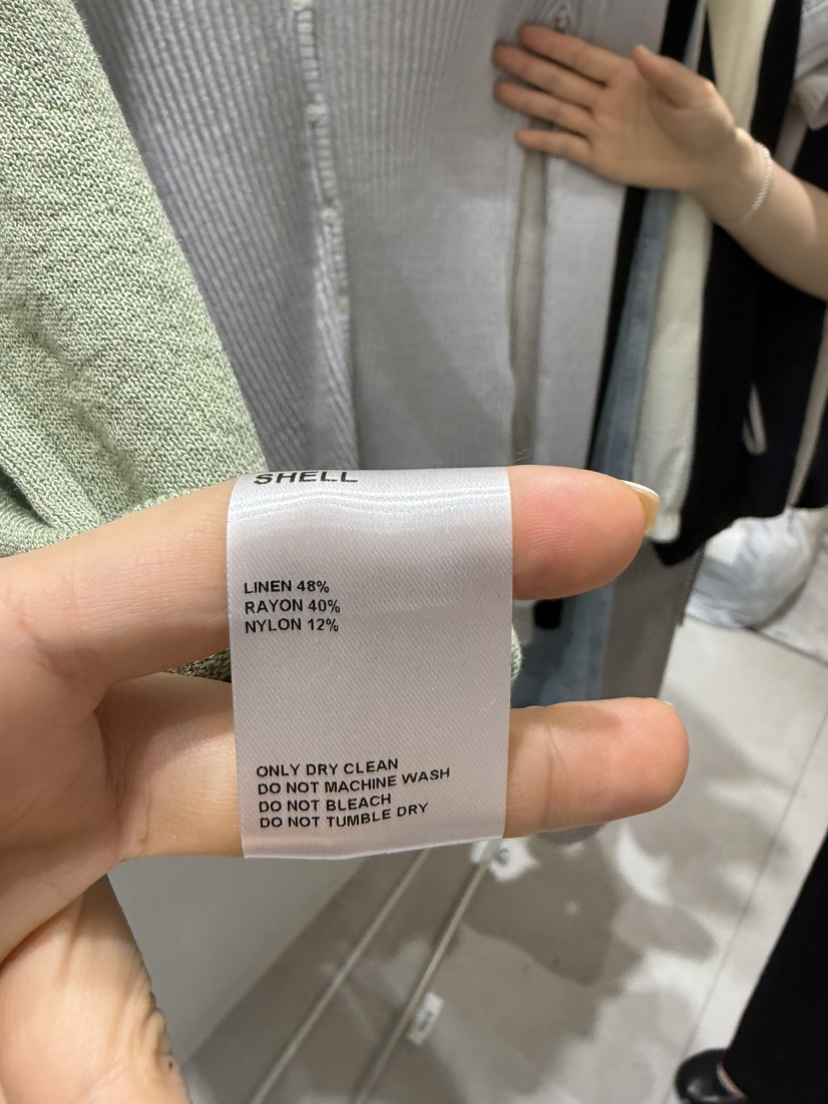 SHELL
LINEN 48%
RAYON 40%
NYLON 12%
ONLY DRY CLEAN
DO NOT MACHINE WASH
DO NOT BLEACH
DO NOT TUMBLE DRY